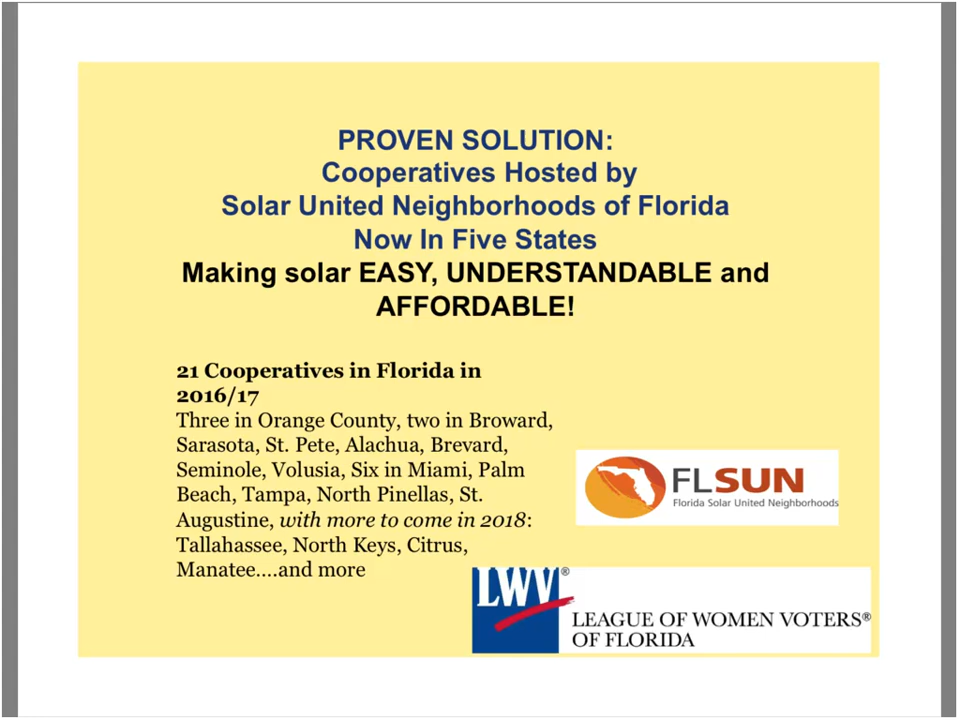 PROVEN SOLUTION:
Cooperatives Hosted by
Solar United Neighborhoods of Florida
Now In Five States
Making solar EASY, UNDERSTANDABLE and
AFFORDABLE!
21 Cooperatives in Florida in
2016/17
Three in Orange County, two in Broward,
Sarasota, St. Pete, Alachua, Brevard,
Seminole, Volusia, Six in Miami, Palm
Beach, Tampa, North Pinellas, St.
Augustine, with more to come in 2018:
Tallahassee, North Keys, Citrus,
Manatee....and more
FLSUN
Florida Solar United Neighborhoods
LWV®
LEAGUE OF WOMEN VOTERS®
OF FLORIDA